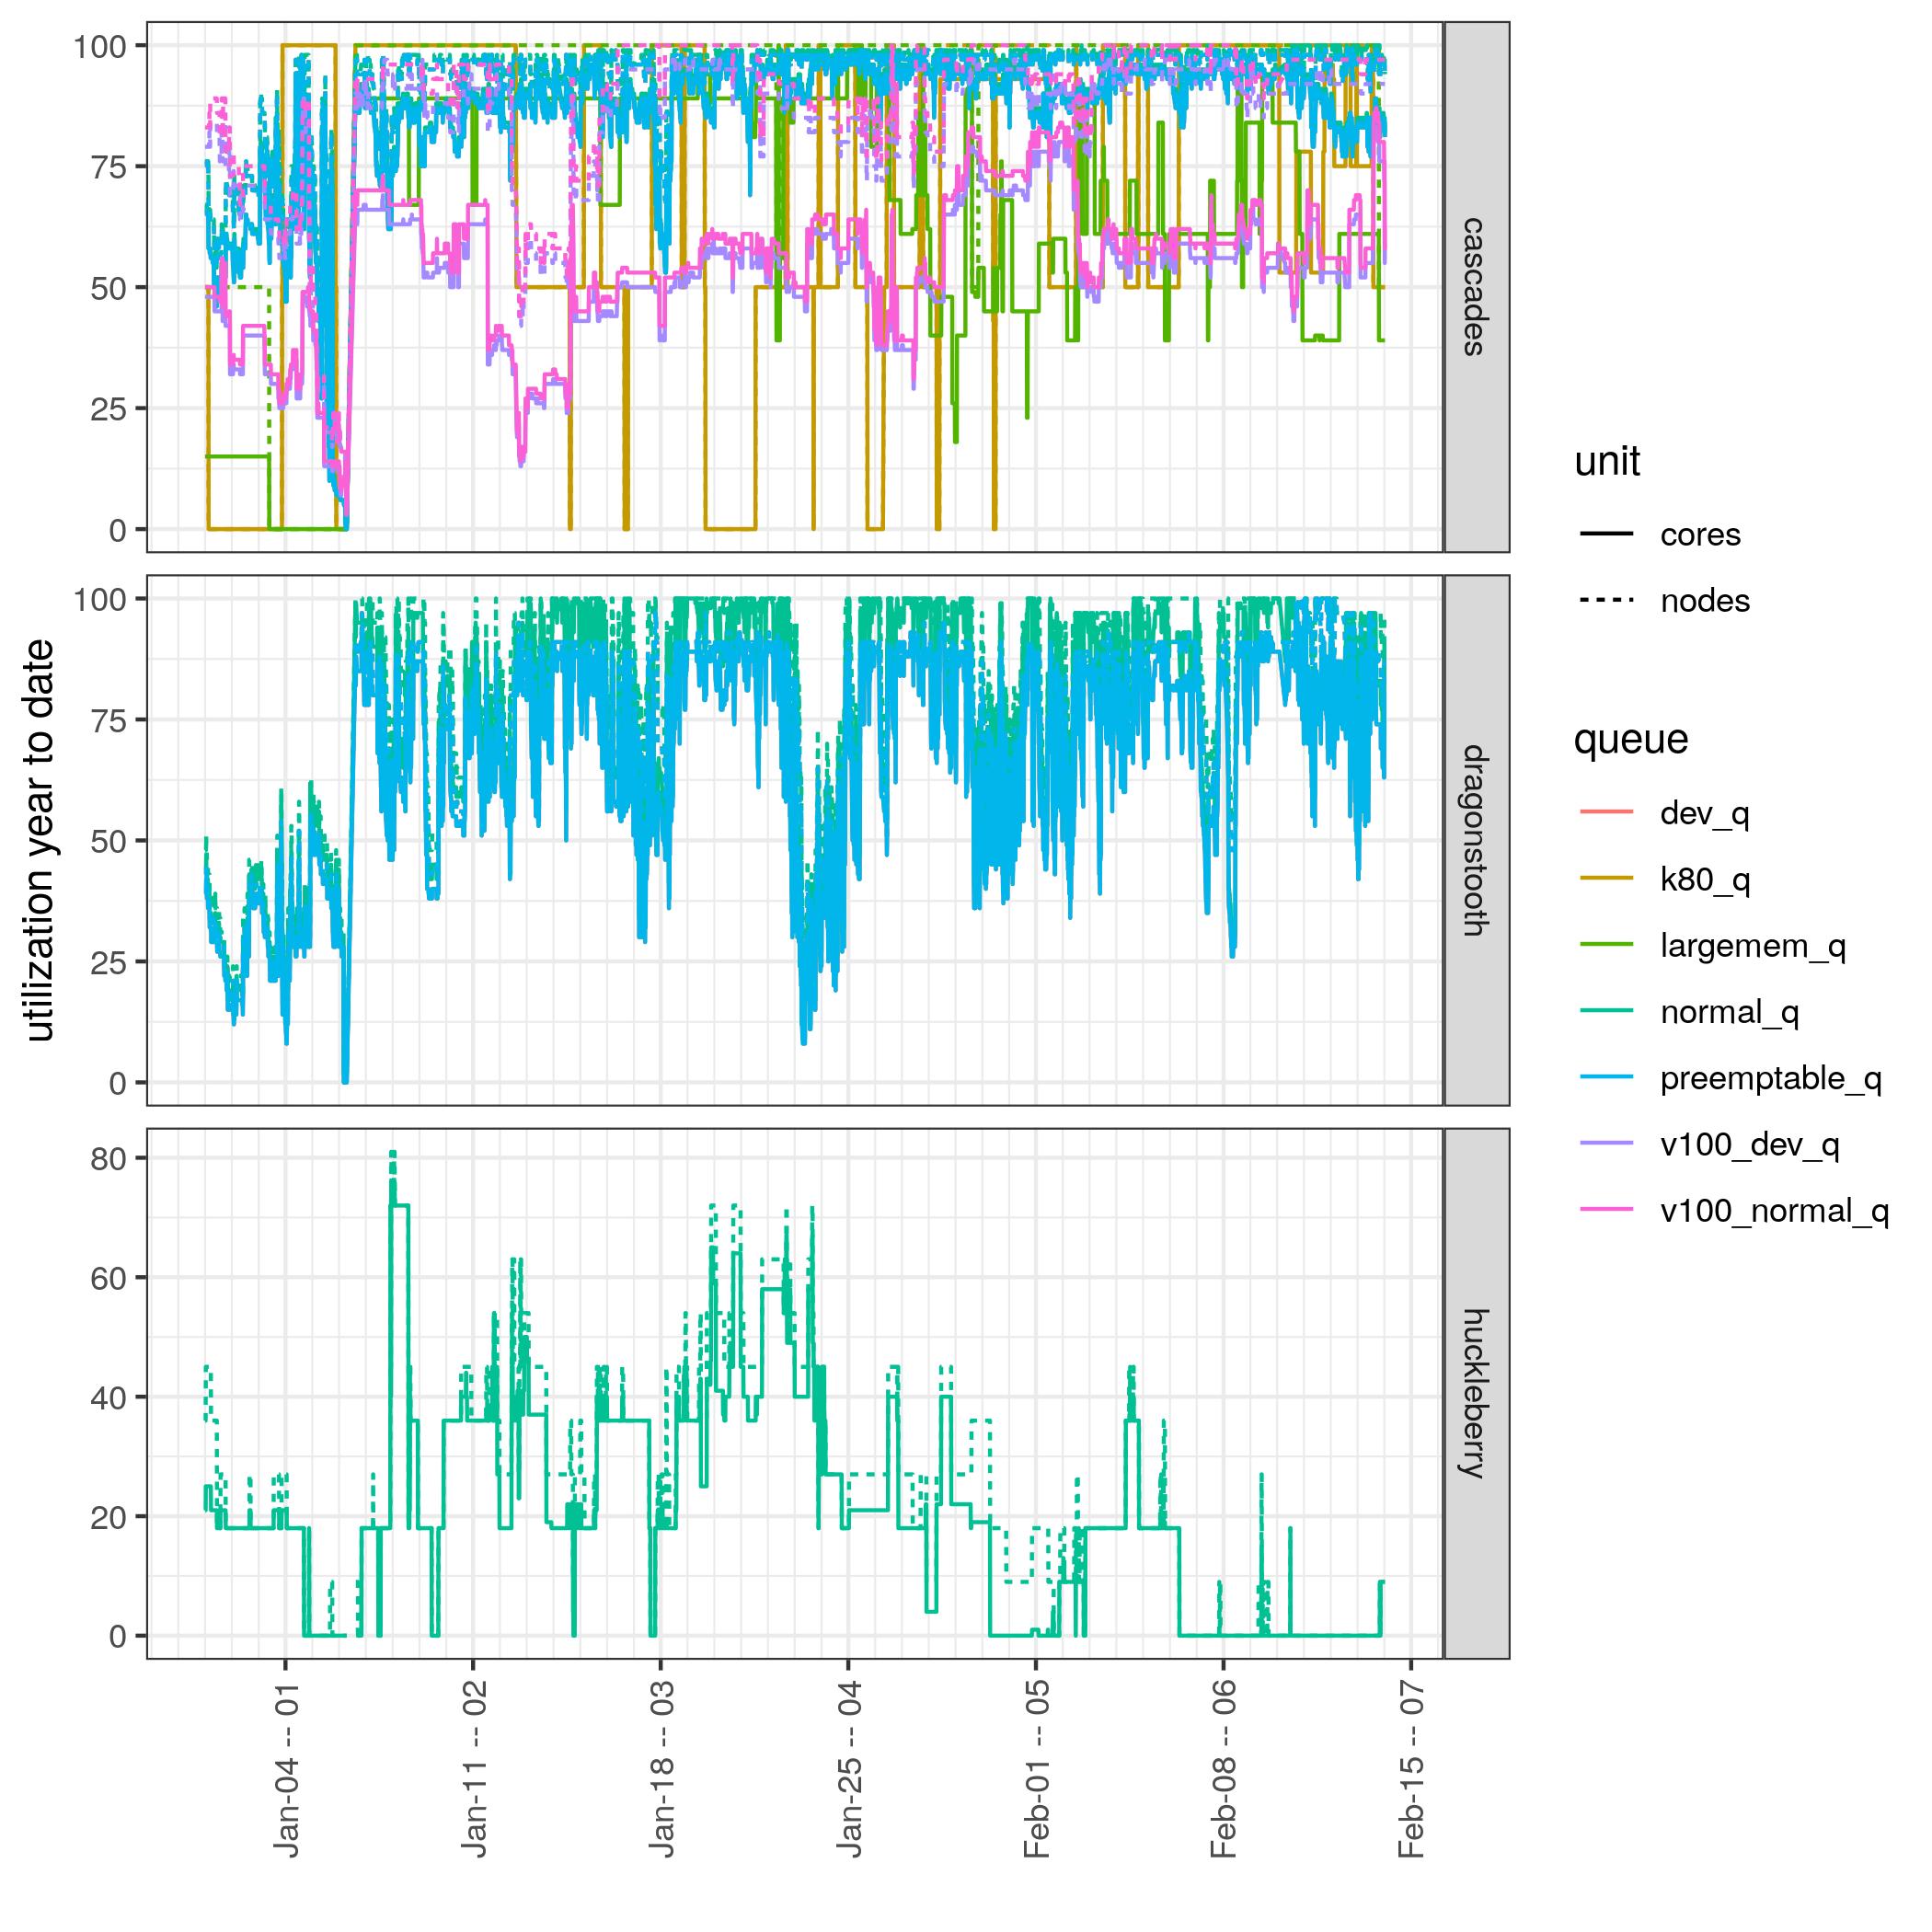 utilization year to date
100
75
50
25
0
cascades
100
75
50
25
0
dragonstooth
80
60
40
20
0
huckleberry
Jan-04 -- 01
Jan-11 -- 02
Jan-18 -- 03
Jan-25 -- 04
Feb-01 -- 05
Feb-08 -- 06
Feb-15 -- 07
unit
cores
nodes
queue
dev_q
k80_q
largemem_q
normal_q
preemptable_q
v100_dev_q
v100_normal_q